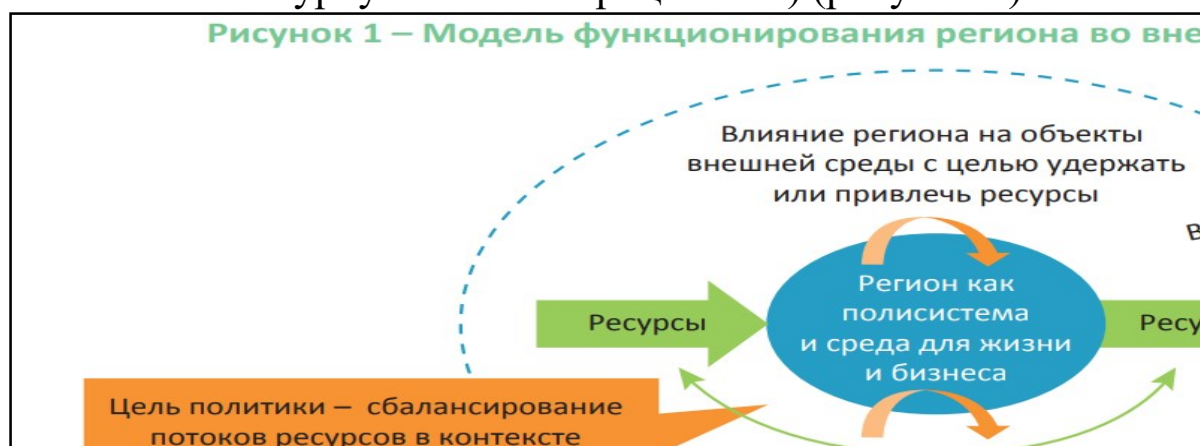 Рисунок 1 – Модель функционирования региона во вне
Влияние региона на объекты
внешней среды с целью удержать
или привлечь ресурсы
Регион как
полисистема
и среда для жизни
и бизнеса
Ресурсы
Ресу
Цель политики – сбалансирование
потоков ресурсов в контексте